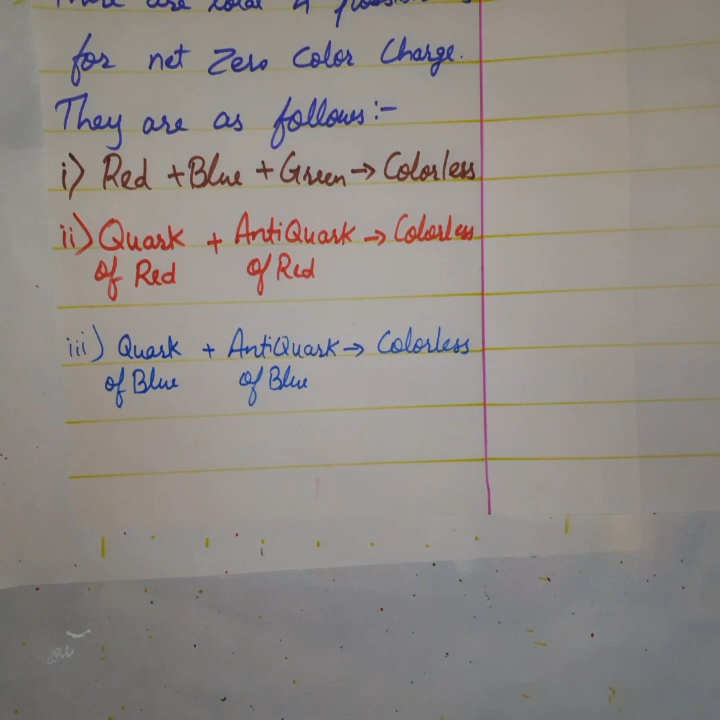 for net Zero Color Charge.
They are as follows:-
i) Red + Blue + Green → Colorless
ii) Quark + AntiQuark → Colorless
of Red of Red
iii) Quark + AntiQuark → Colorless
of Blue of Blue